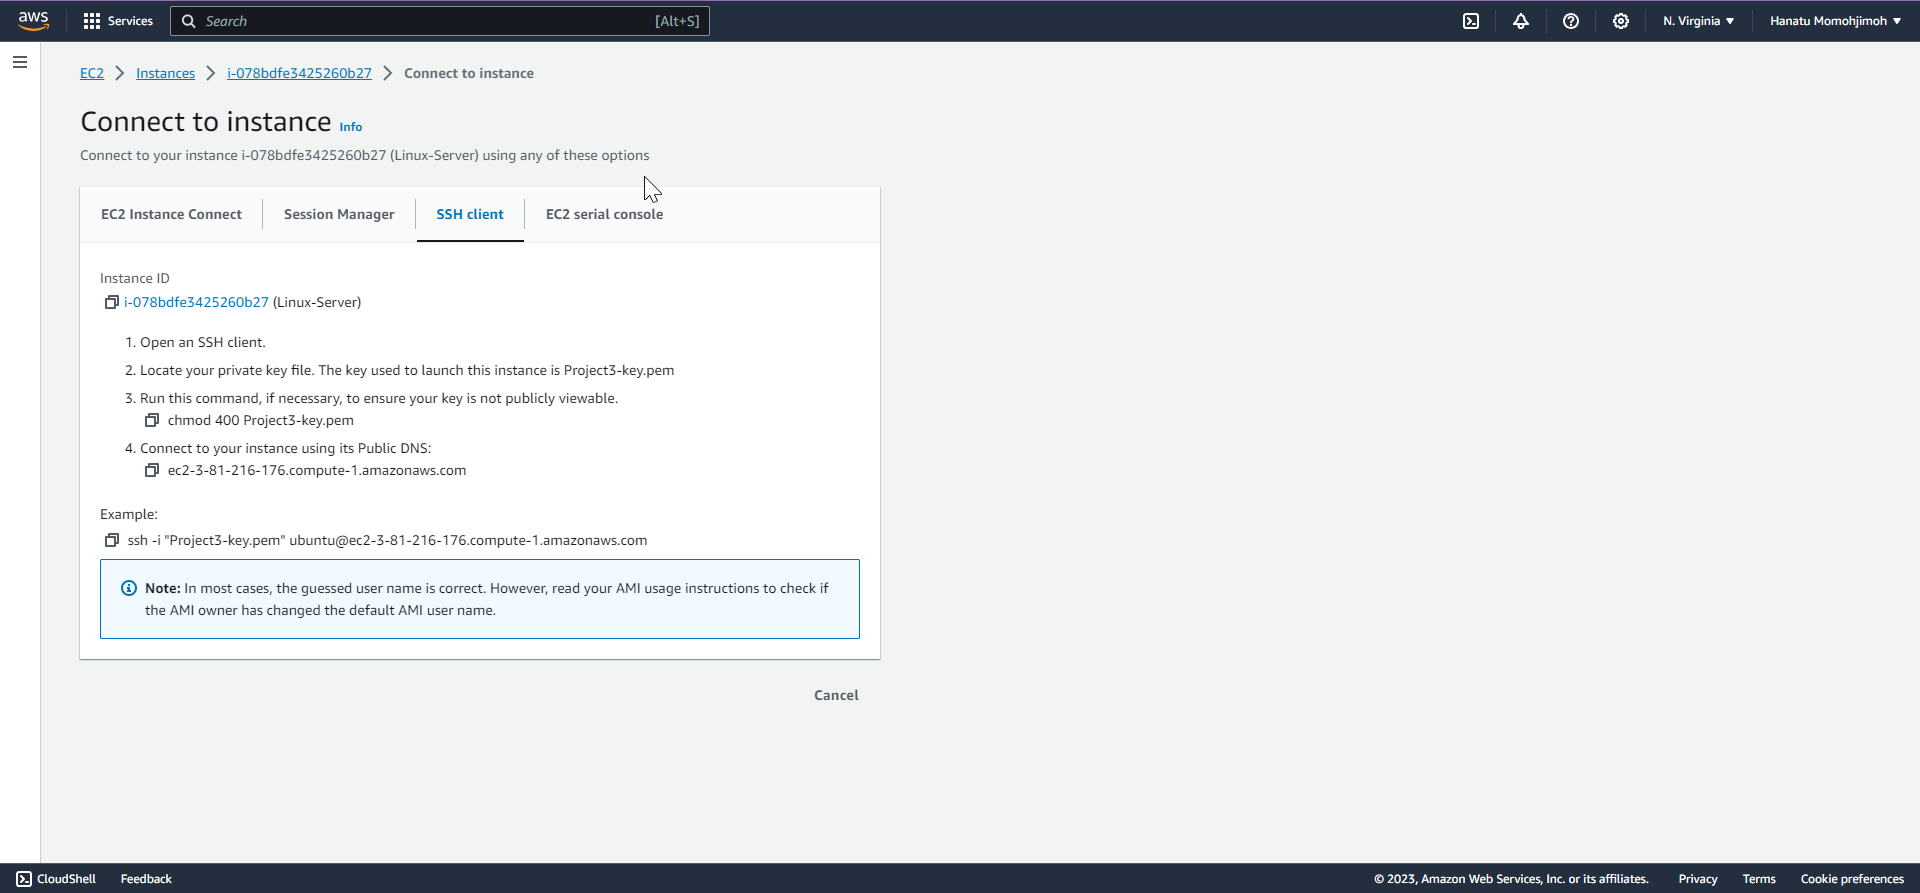 aws
Services
Search
[Alt+S]
N. Virginia
Hanatu Momohjimoh
EC2
Instances
i-078bdfe3425260b27
Connect to instance
Connect to instance Info
Connect to your instance i-078bdfe3425260b27 (Linux-Server) using any of these options
EC2 Instance Connect
Session Manager
SSH client
EC2 serial console
Instance ID
i-078bdfe3425260b27 (Linux-Server)
1. Open an SSH client.
2. Locate your private key file. The key used to launch this instance is Project3-key.pem
3. Run this command, if necessary, to ensure your key is not publicly viewable.
chmod 400 Project3-key.pem
4. Connect to your instance using its Public DNS:
ec2-3-81-216-176.compute-1.amazonaws.com
Example:
ssh -i "Project3-key.pem" ubuntu@ec2-3-81-216-176.compute-1.amazonaws.com
Note: In most cases, the guessed user name is correct. However, read your AMI usage instructions to check if
the AMI owner has changed the default AMI user name.
Cancel
CloudShell
Feedback
© 2023, Amazon Web Services, Inc. or its affiliates.
Privacy
Terms
Cookie preferences